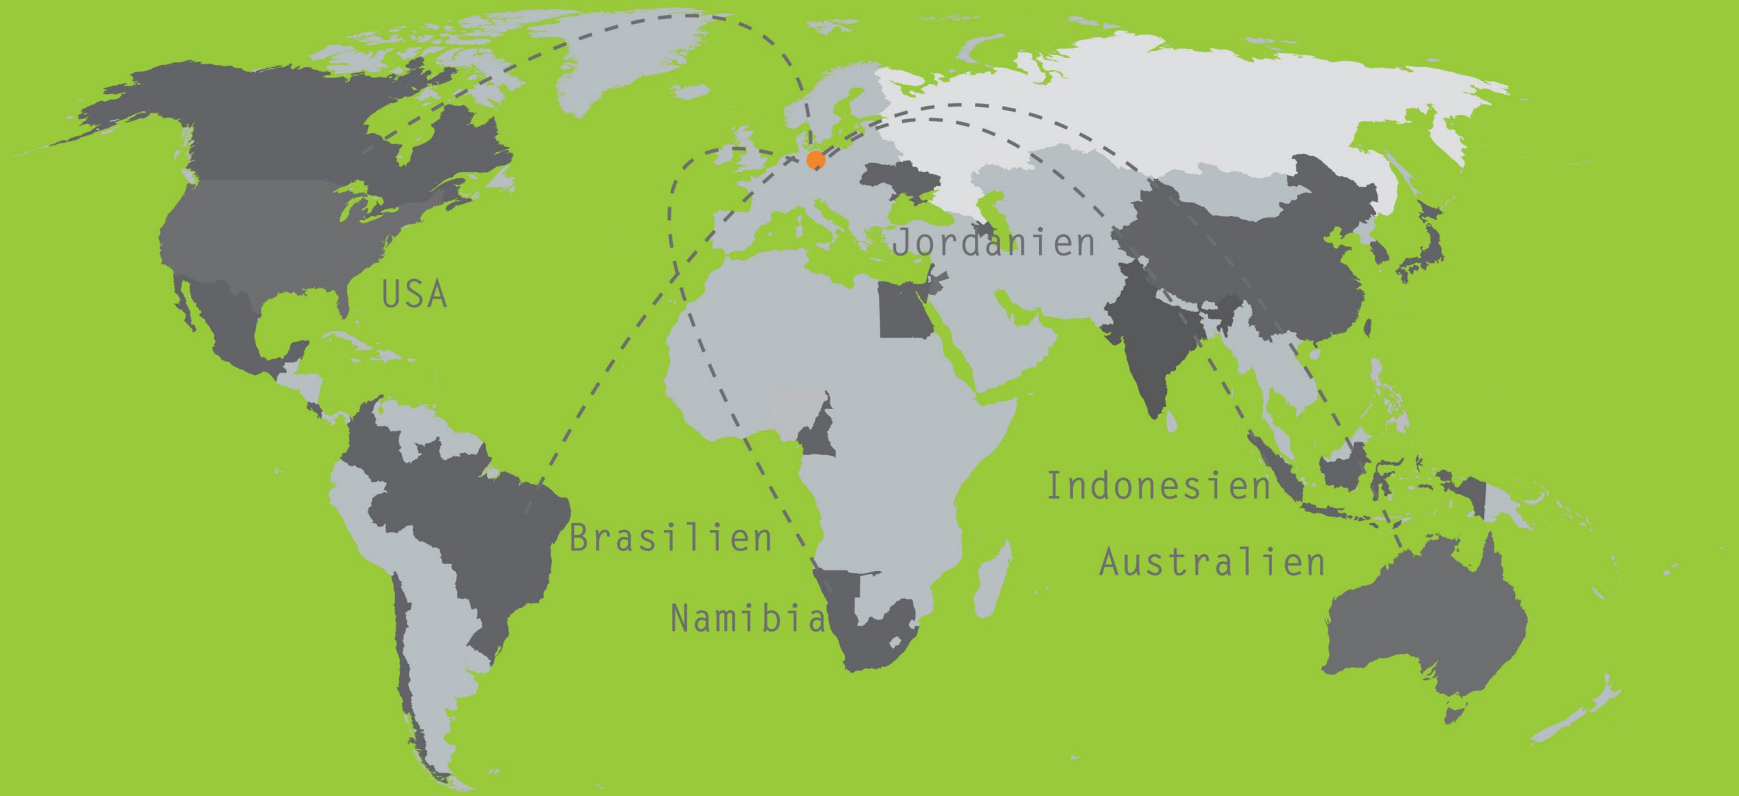 Jordanien
USA
Indonesien
Brasilien
Australien
Namibia